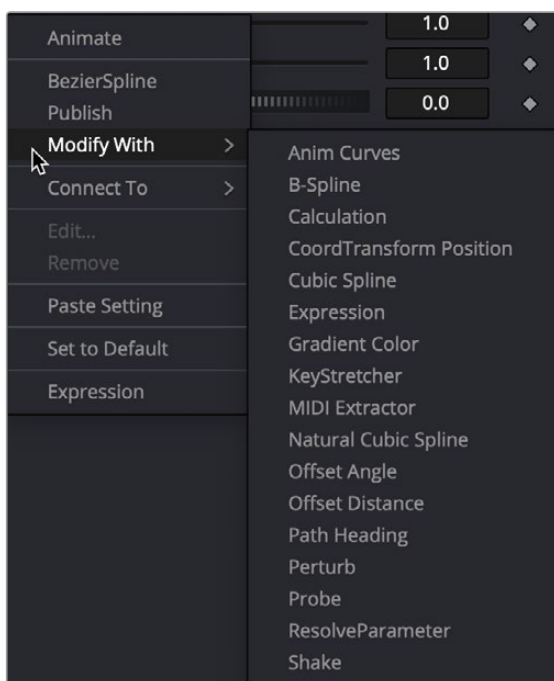 1.0
1.0
0.0
Animate
BezierSpline
Publish
Modify With
Connect To
Edit...
Remove
Paste Setting
Set to Default
Expression
Anim Curves
B-Spline
Calculation
CoordTransform Position
Cubic Spline
Expression
Gradient Color
KeyStretcher
MIDI Extractor
Natural Cubic Spline
Offset Angle
Offset Distance
Path Heading
Perturb
Probe
ResolveParameter
Shake